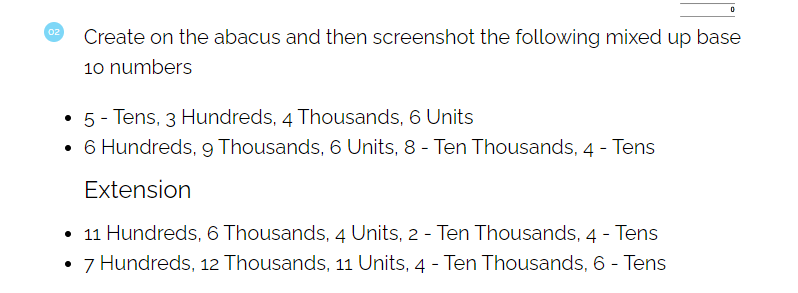 0
02
Create on the abacus and then screenshot the following mixed up base
10 numbers
• 5 - Tens, 3 Hundreds, 4 Thousands, 6 Units
• 6 Hundreds, 9 Thousands, 6 Units, 8 - Ten Thousands, 4 - Tens
Extension
• 11 Hundreds, 6 Thousands, 4 Units, 2 - Ten Thousands, 4 - Tens
• 7 Hundreds, 12 Thousands, 11 Units, 4 - Ten Thousands, 6 - Tens